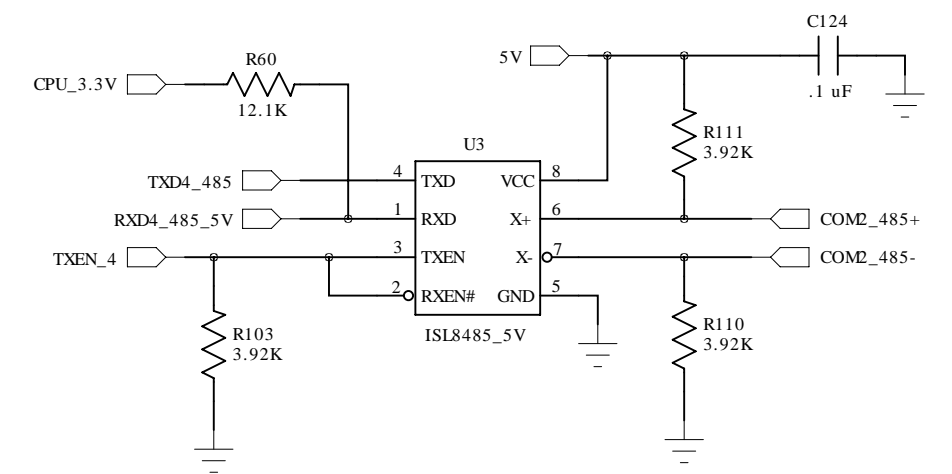 C124
R60
5V
CPU_3.3V
.1 uF
12.1K
R111
3.92K
U3
TXD4_485 4 TXD VCC 8
RXD4_485_5V 1 RXD X+ 6 COM2_485+
TXEN_4 3 TXEN X- 7 COM2_485-
2 RXEN# GND 5
ISL8485_5V
R103
3.92K
R110
3.92K